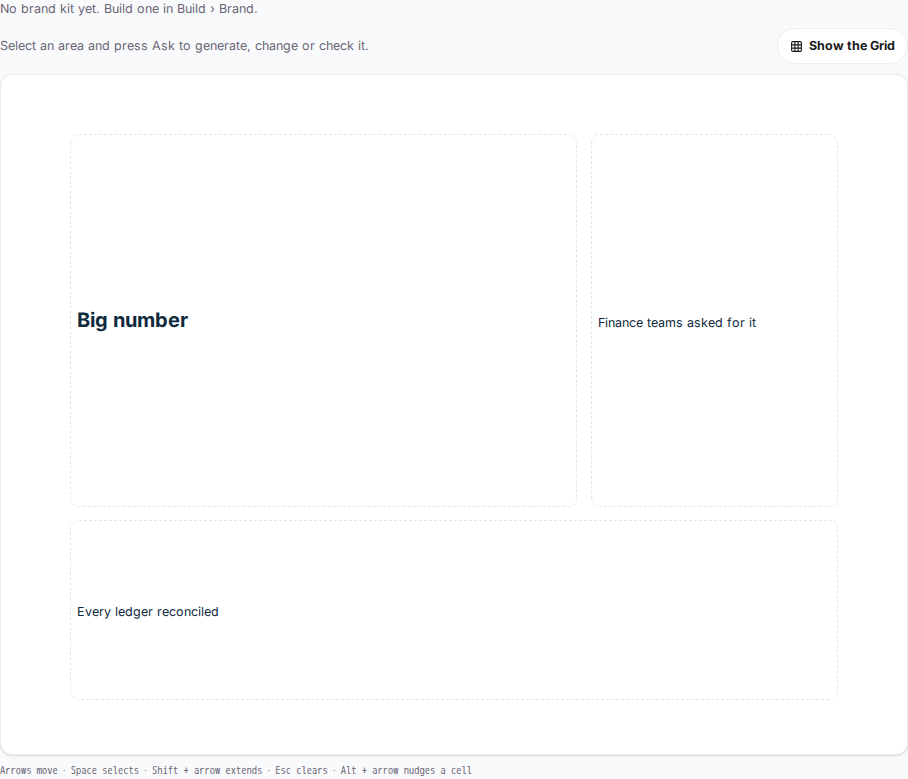 No brand kit yet. Build one in Build › Brand.
Select an area and press Ask to generate, change or check it.
Show the Grid
Big number
Finance teams asked for it
Every ledger reconciled
Arrows move · Space selects · Shift + arrow extends · Esc clears · Alt + arrow nudges a cell